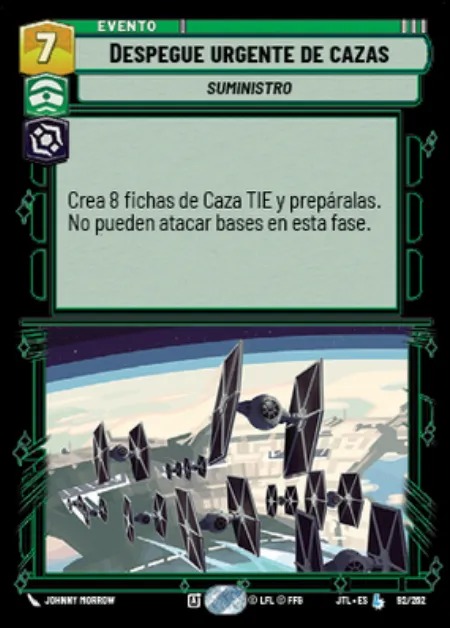 EVENTO
7
DESPEGUE URGENTE DE CAZAS
SUMINISTRO
Crea 8 fichas de Caza TIE y prepáralas.
No pueden atacar bases en esta fase.
JOHNNY MORROW
A
© LFL © FFG
JTL•ES
92/262